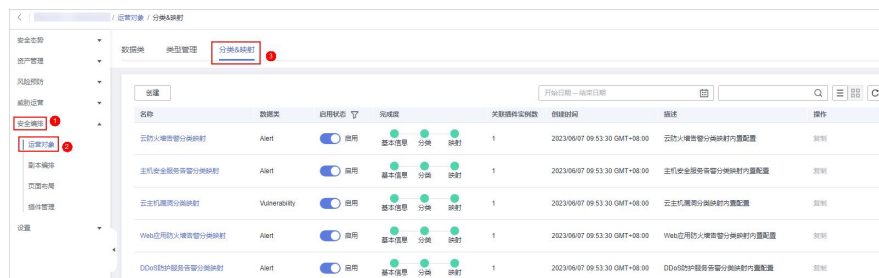 / 运营对象 / 分类&映射
安全态势
资产管理
风险预防
威胁运营
安全编排 1
运营对象 2
剧本编排
页面布局
插件管理
设置
数据类 类型管理 分类&映射 3
创建 开始日期 – 结束日期
名称 数据类 启用状态 完成度 关联插件实例数 创建时间 描述 操作
云防火墙告警分类映射 Alert 启用 基本信息 分类 映射 1 2023/06/07 09:53:30 GMT+08:00 云防火墙告警分类映射内置配置 复制
主机安全服务告警分类映射 Alert 启用 基本信息 分类 映射 1 2023/06/07 09:53:30 GMT+08:00 主机安全服务告警分类映射内置配置 复制
云主机漏洞分类映射 Vulnerability 启用 基本信息 分类 映射 1 2023/06/07 09:53:30 GMT+08:00 云主机漏洞分类映射内置配置 复制
Web应用防火墙告警分类映射 Alert 启用 基本信息 分类 映射 1 2023/06/07 09:53:30 GMT+08:00 Web应用防火墙告警分类映射内置配置 复制
DDoS防护服务告警分类映射 Alert 启用 基本信息 分类 映射 1 2023/06/07 09:53:30 GMT+08:00 DDoS防护服务告警分类映射内置配置 复制